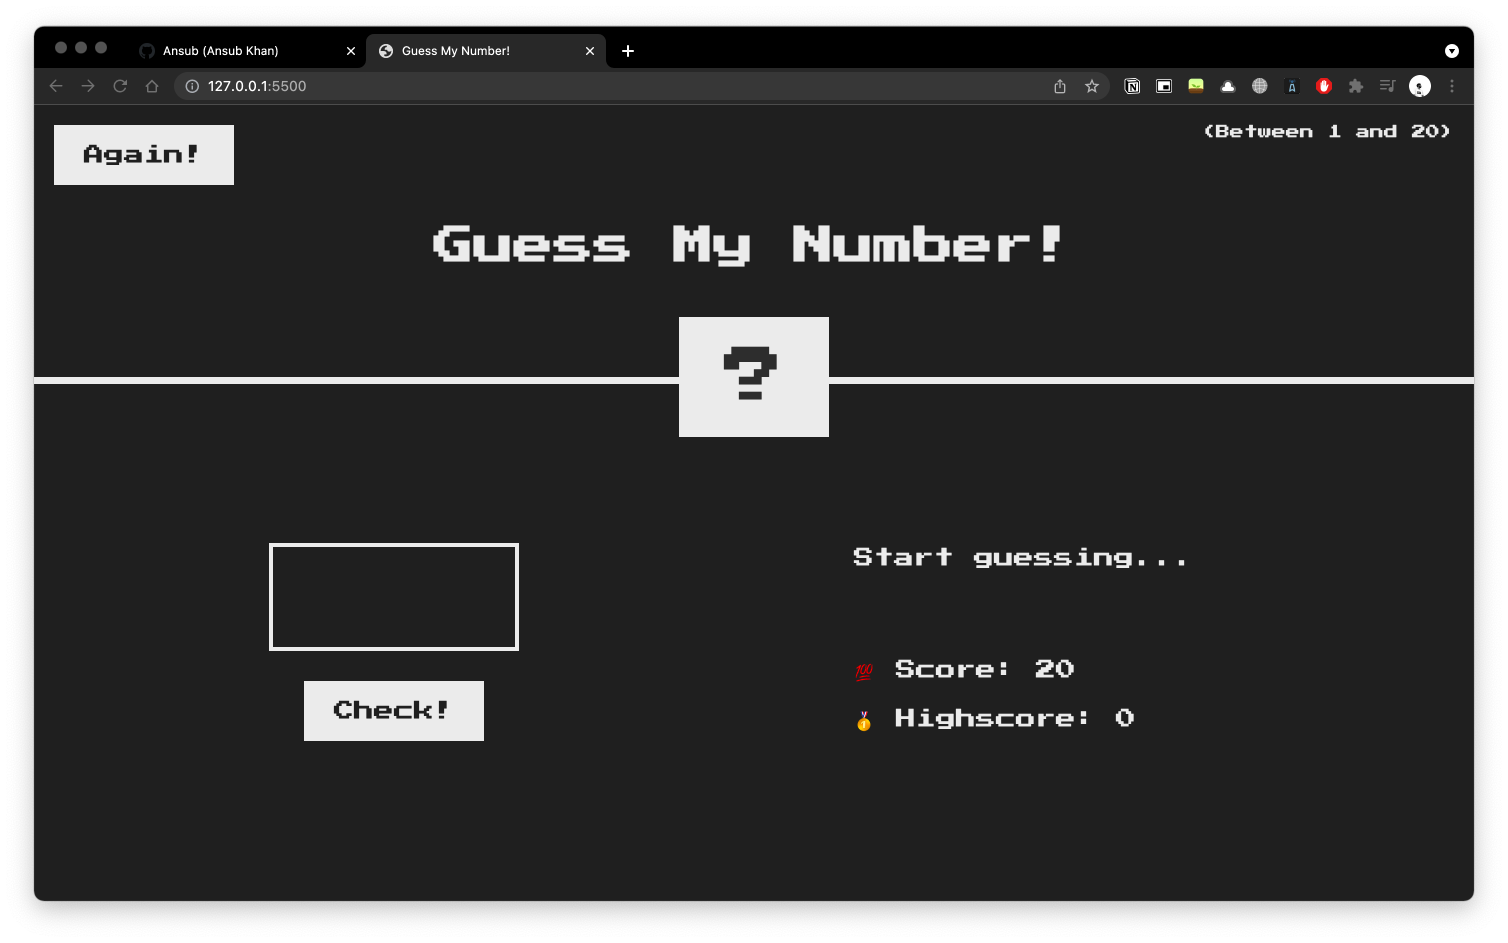 Ansub (Ansub Khan)
Guess My Number!
127.0.0.1:5500
Again!
(Between 1 and 20)
Guess My Number!
?
Start guessing...
💯 Score: 20
🥇 Highscore: 0
Check!